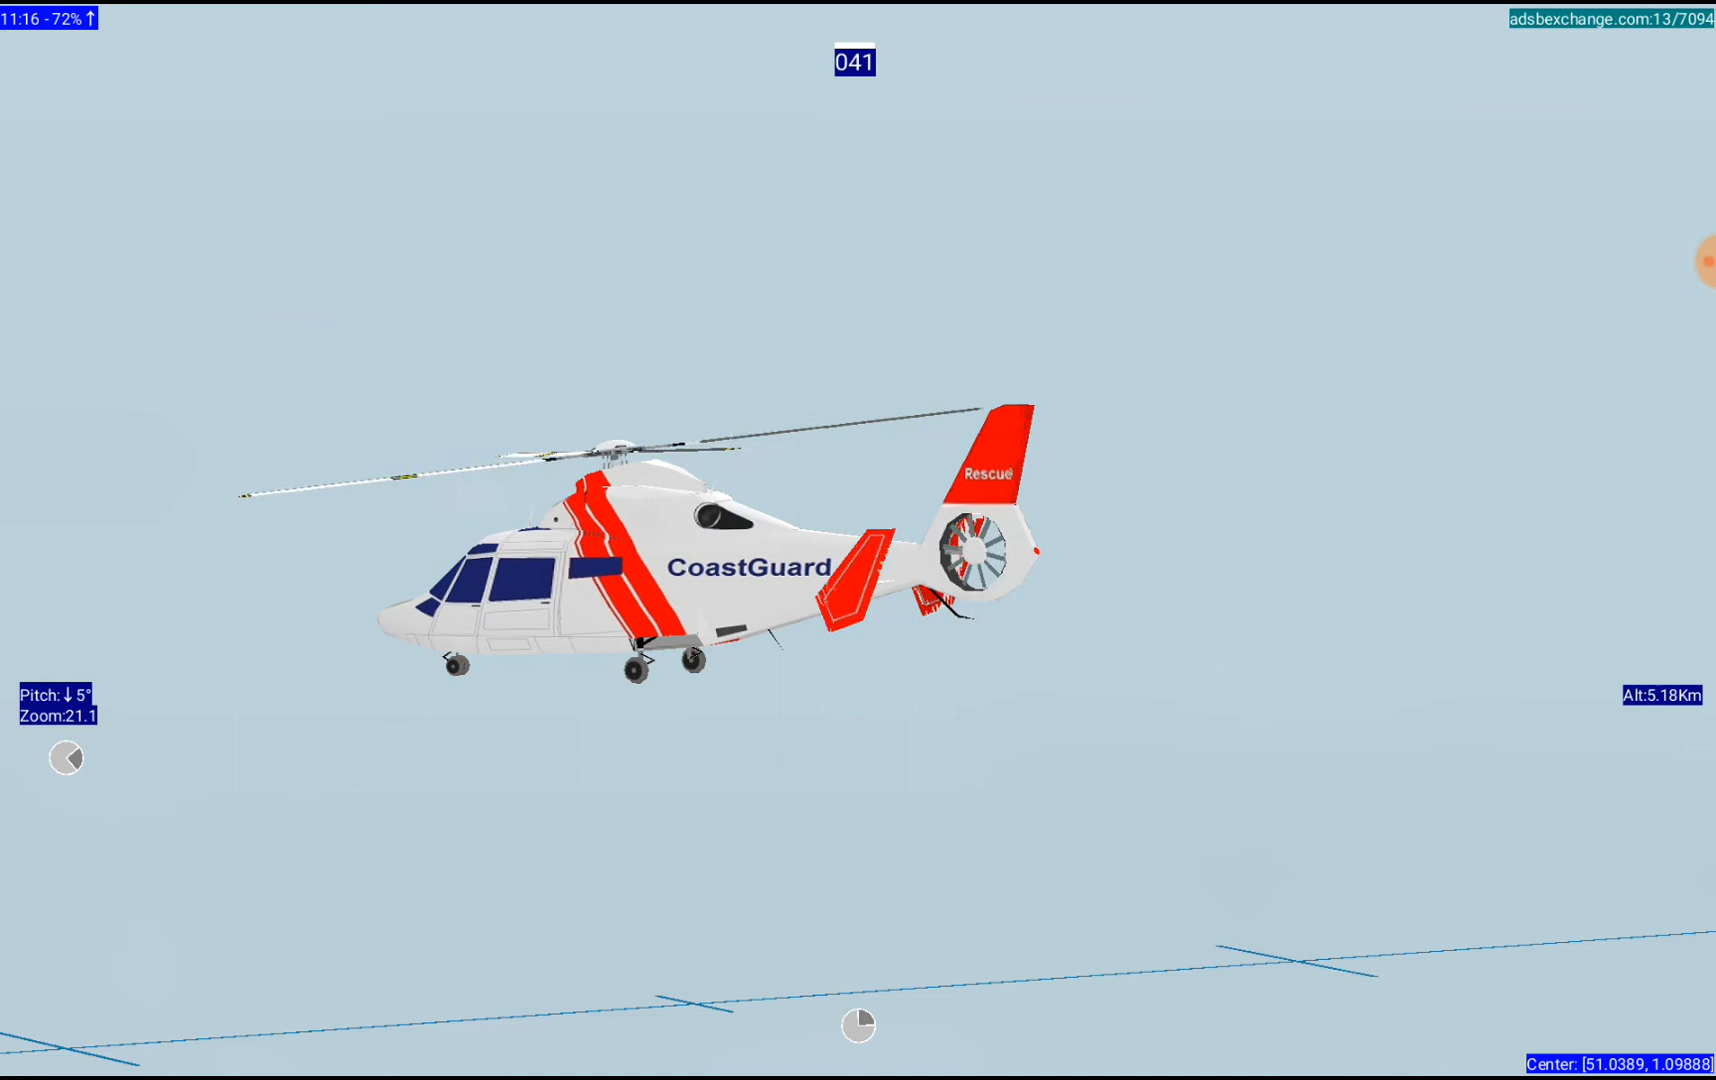 11:16 - 72%↑
adsbexchange.com:13/7094
041
Rescue
CoastGuard
Pitch:↓5°
Zoom:21.1
Alt:5.18Km
Center: [51.0389, 1.09888]